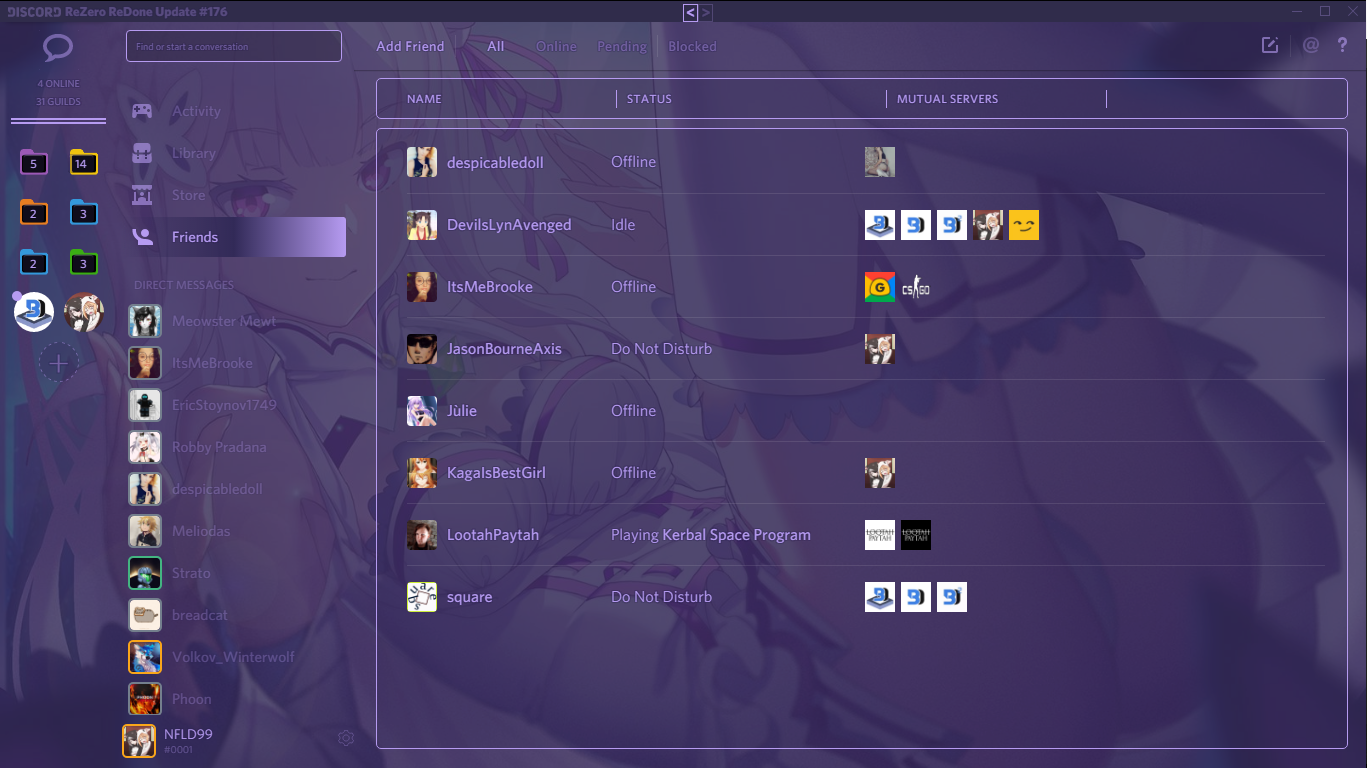 DISCORD ReZero ReDone Update #176
< >
Find or start a conversation
Add Friend All Online Pending Blocked
@ ?
4 ONLINE
31 GUILDS
NAME STATUS MUTUAL SERVERS
Activity
Library
Store
Friends
5 14
2 3
2 3
DIRECT MESSAGES
Meowster Mewt
ItsMeBrooke
EricStoynov1749
Robby Pradana
despicabledoll
Meliodas
Strato
breadcat
Volkov_Winterwolf
Phoon
NFLD99
#0001
despicabledoll Offline
DevilsLynAvenged Idle
ItsMeBrooke Offline G CS GO
JasonBourneAxis Do Not Disturb
Jùlie Offline
KagaIsBestGirl Offline
LootahPaytah Playing Kerbal Space Program LOOTAH PAYTAH LOOTAH PAYTAH
square Do Not Disturb